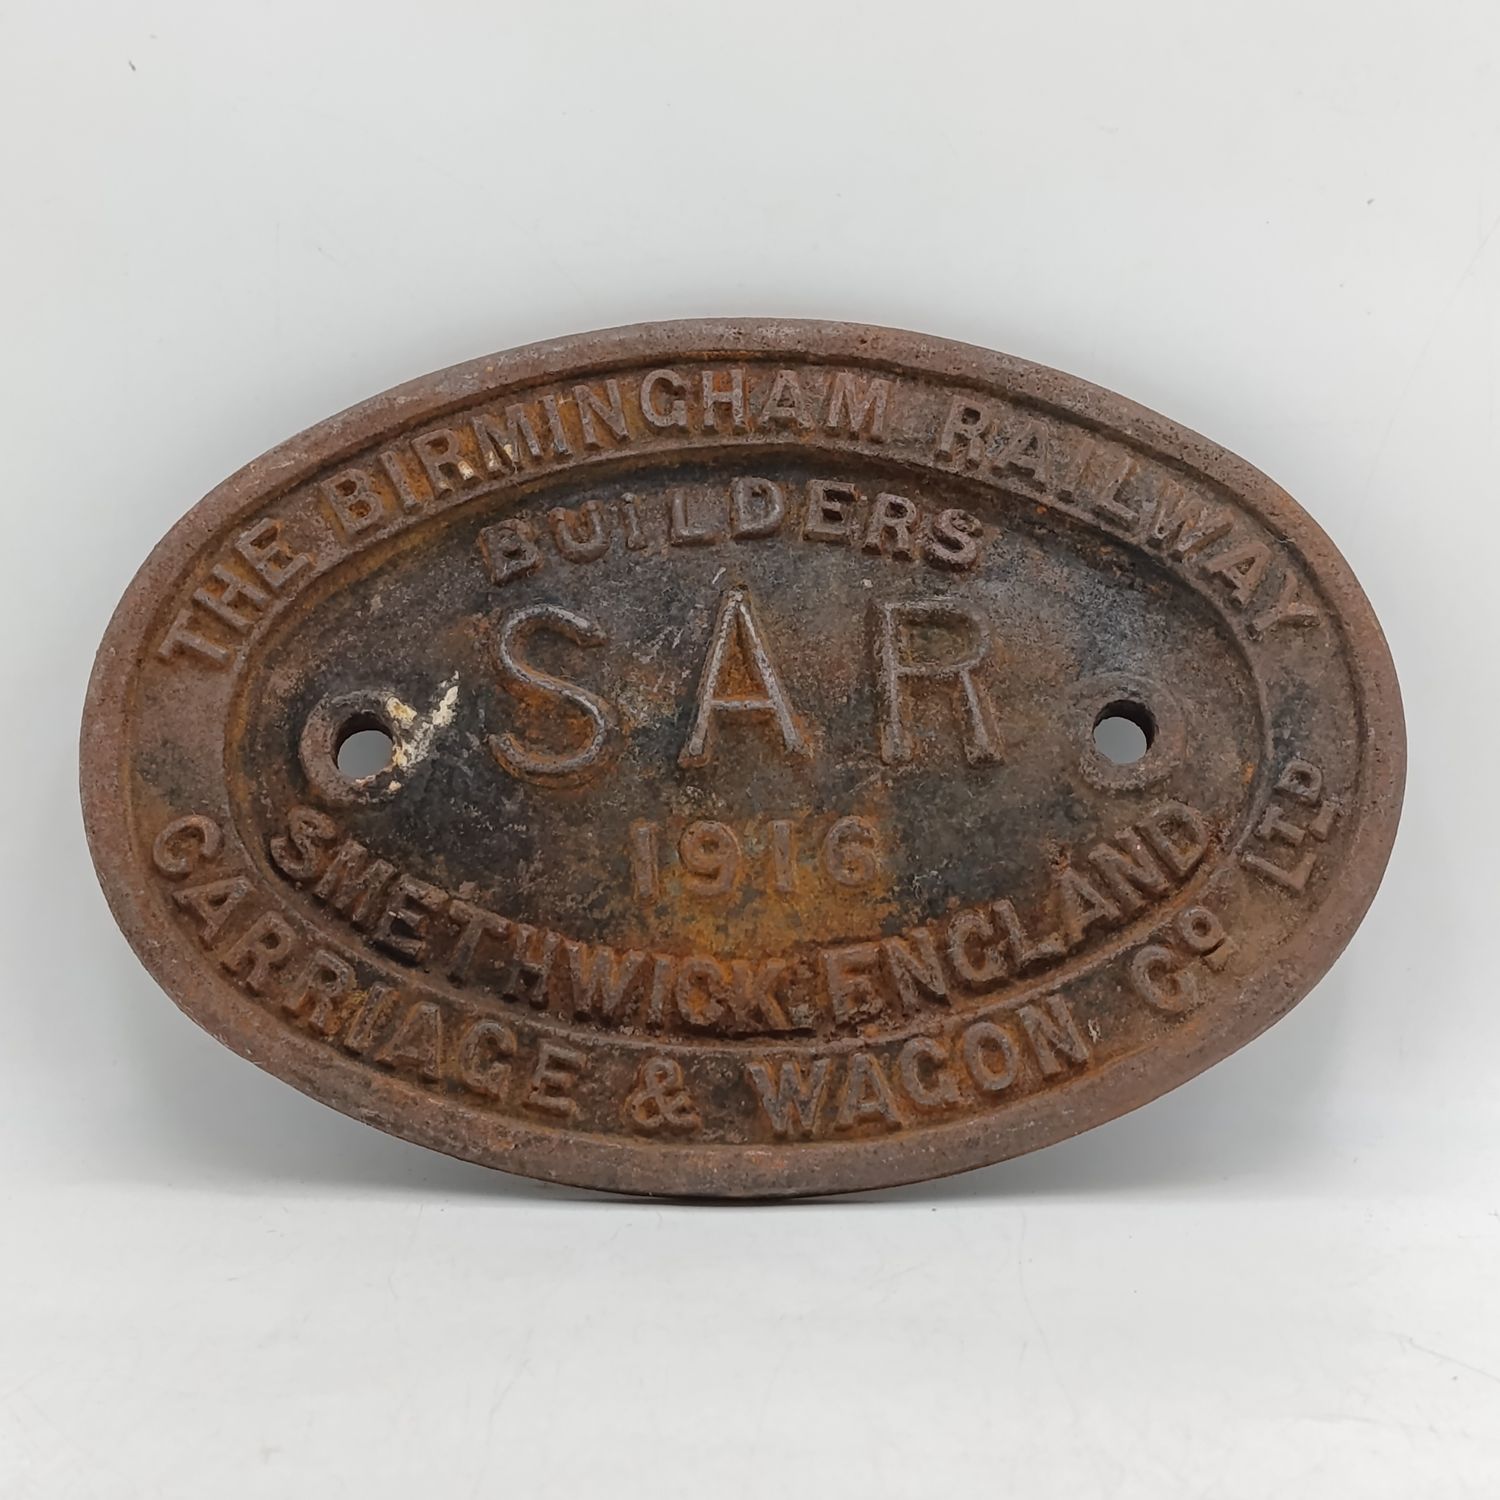 THE BIRMINGHAM RAILWAY
CARRIAGE & WAGON Cº LTD
BUiLDERS
SAR
1916
SMETHWICK ENGLAND